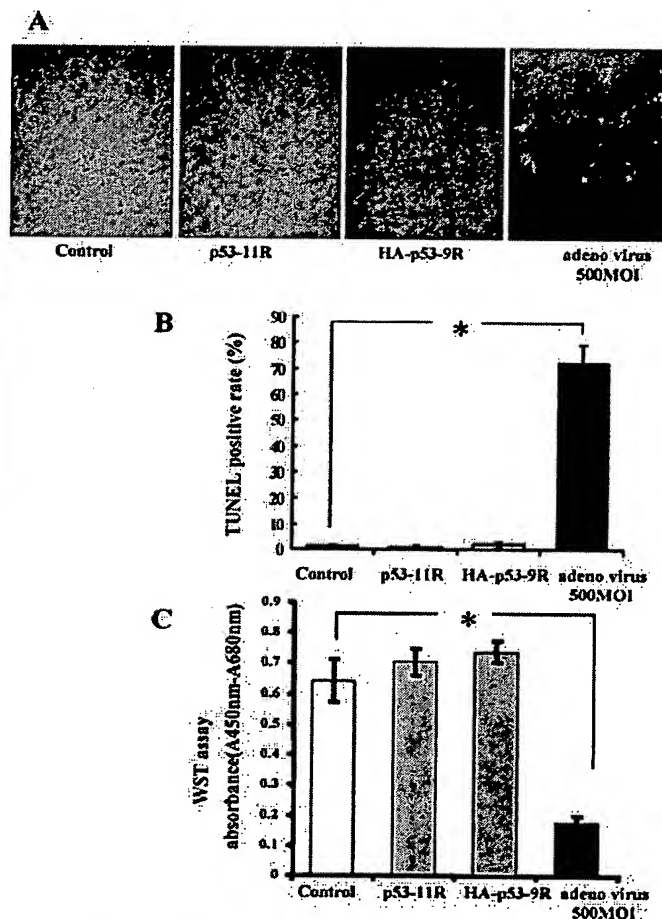 A
Control p53-11R HA-p53-9R adeno virus
500MOI
B
TUNEL positive rate (%)
90
80
70
60
50
40
30
20
10
0
*
Control p53-11R HA-p53-9R adeno virus
500MOI
C
WST assay
absorbance(A450nm-A680nm)
0.9
0.8
0.7
0.6
0.5
0.4
0.3
0.2
0.1
0
*
Control p53-11R HA-p53-9R adeno virus
500MOI